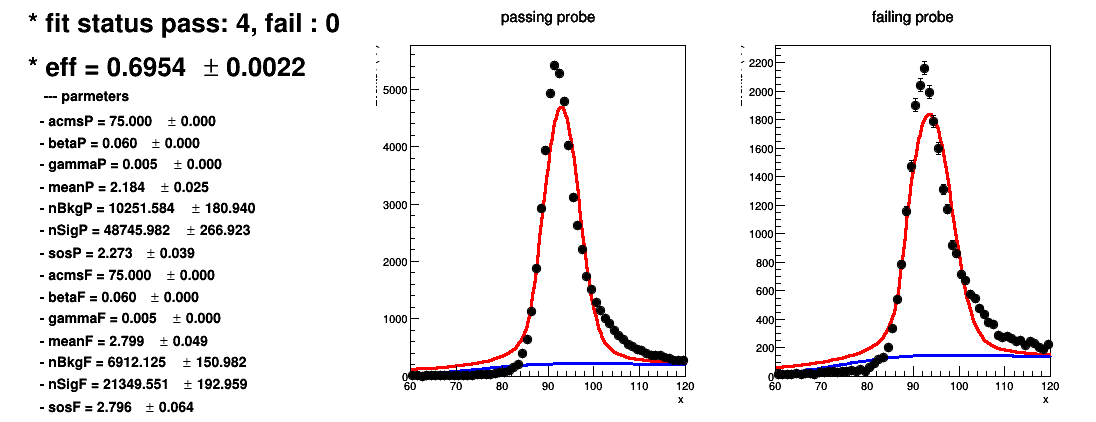 * fit status pass: 4, fail : 0
* eff = 0.6954 ± 0.0022
--- parmeters
- acmsP = 75.000 ± 0.000
- betaP = 0.060 ± 0.000
- gammaP = 0.005 ± 0.000
- meanP = 2.184 ± 0.025
- nBkgP = 10251.584 ± 180.940
- nSigP = 48745.982 ± 266.923
- sosP = 2.273 ± 0.039
- acmsF = 75.000 ± 0.000
- betaF = 0.060 ± 0.000
- gammaF = 0.005 ± 0.000
- meanF = 2.799 ± 0.049
- nBkgF = 6912.125 ± 150.982
- nSigF = 21349.551 ± 192.959
- sosF = 2.796 ± 0.064
passing probe
5000
4000
3000
2000
1000
0
60 70 80 90 100 110 120
x
failing probe
2200
2000
1800
1600
1400
1200
1000
800
600
400
200
0
60 70 80 90 100 110 120
x